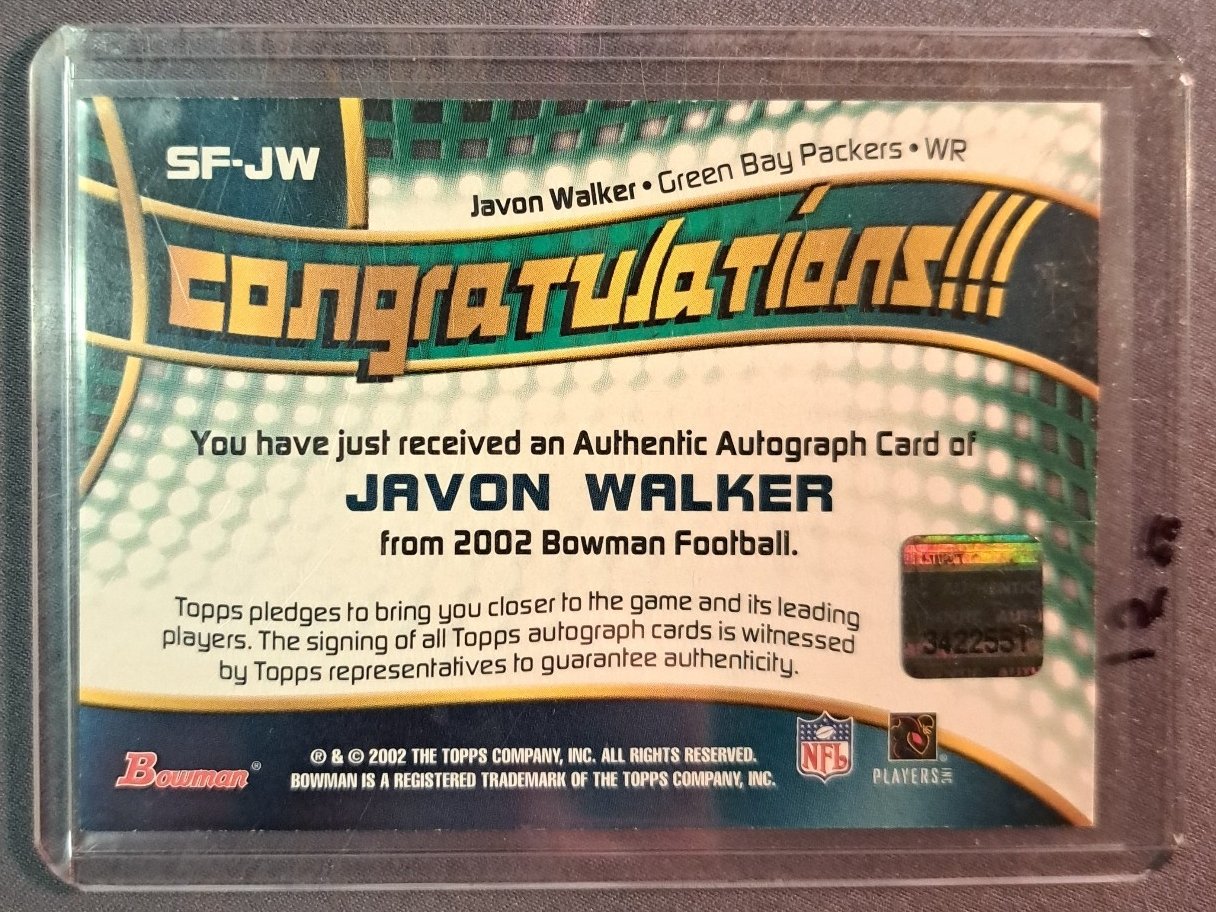 SF-JW
Javon Walker • Green Bay Packers • WR
congratulations!!!
You have just received an Authentic Autograph Card of
JAVON WALKER
from 2002 Bowman Football.
Topps pledges to bring you closer to the game and its leading
players. The signing of all Topps autograph cards is witnessed
by Topps representatives to guarantee authenticity.
3422551
Bowman®
® & © 2002 THE TOPPS COMPANY, INC. ALL RIGHTS RESERVED.
BOWMAN IS A REGISTERED TRADEMARK OF THE TOPPS COMPANY, INC.
NFL
PLAYERS INC